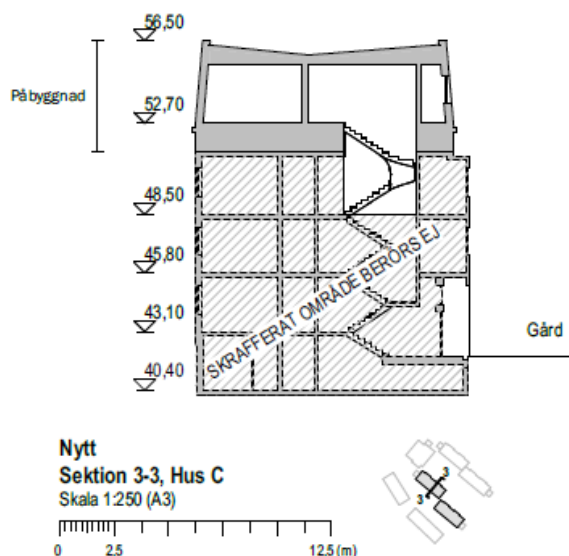 56,50
Påbyggnad
52,70
48,50
45,80
SKRAFFERAT OMRÅDE BERÖRS EJ
43,10
Gård
40,40
Nytt
Sektion 3-3, Hus C
Skala 1:250 (A3)
3
3
0 2.5 12.5 (m)